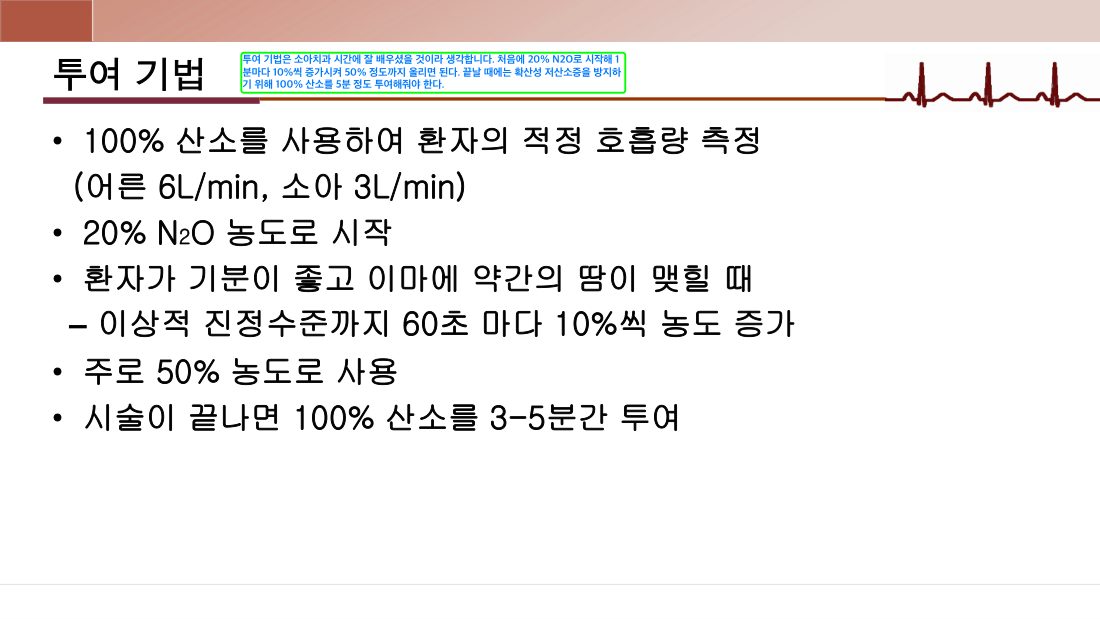 투여 기법
투여 기법은 소아치과 시간에 잘 배우셨을 것이라 생각합니다. 처음에 20% N2O로 시작해 1
분마다 10%씩 증가시켜 50% 정도까지 올리면 된다. 끝날 때에는 확산성 저산소증을 방지하
기 위해 100% 산소를 5분 정도 투여해줘야 한다.
• 100% 산소를 사용하여 환자의 적정 호흡량 측정
(어른 6L/min, 소아 3L/min)
• 20% N₂O 농도로 시작
• 환자가 기분이 좋고 이마에 약간의 땀이 맺힐 때
– 이상적 진정수준까지 60초 마다 10%씩 농도 증가
• 주로 50% 농도로 사용
• 시술이 끝나면 100% 산소를 3-5분간 투여